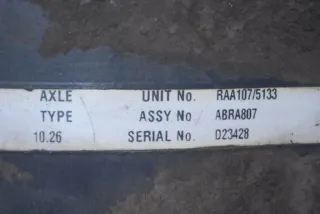 AXLE UNIT No. RAA107/5133
TYPE ASSY No ABRA807
10.26 SERIAL No. D23428